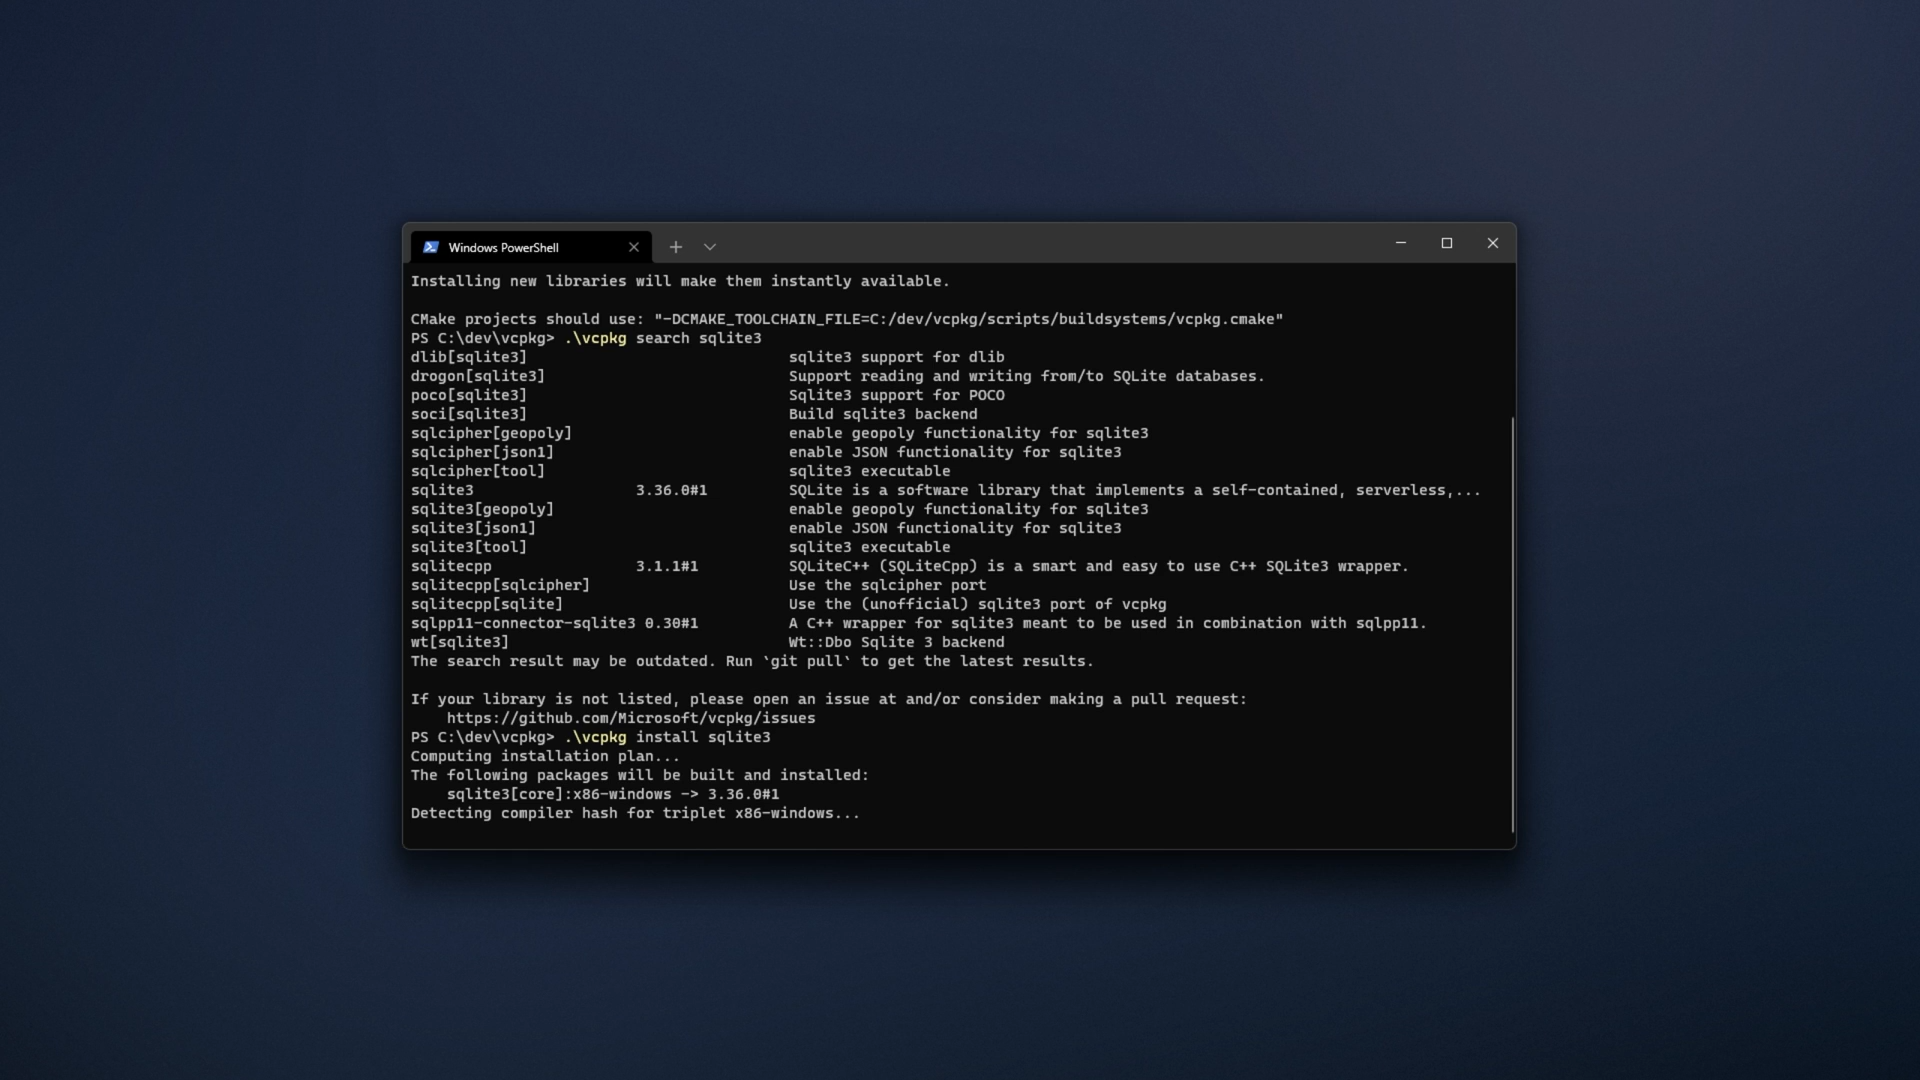 Windows PowerShell
Installing new libraries will make them instantly available.
CMake projects should use: "-DCMAKE_TOOLCHAIN_FILE=C:/dev/vcpkg/scripts/buildsystems/vcpkg.cmake"
PS C:\dev\vcpkg> .\vcpkg search sqlite3
dlib[sqlite3] sqlite3 support for dlib
drogon[sqlite3] Support reading and writing from/to SQLite databases.
poco[sqlite3] Sqlite3 support for POCO
soci[sqlite3] Build sqlite3 backend
sqlcipher[geopoly] enable geopoly functionality for sqlite3
sqlcipher[json1] enable JSON functionality for sqlite3
sqlcipher[tool] sqlite3 executable
sqlite3 3.36.0#1 SQLite is a software library that implements a self-contained, serverless,...
sqlite3[geopoly] enable geopoly functionality for sqlite3
sqlite3[json1] enable JSON functionality for sqlite3
sqlite3[tool] sqlite3 executable
sqlitecpp 3.1.1#1 SQLiteC++ (SQLiteCpp) is a smart and easy to use C++ SQLite3 wrapper.
sqlitecpp[sqlcipher] Use the sqlcipher port
sqlitecpp[sqlite] Use the (unofficial) sqlite3 port of vcpkg
sqlpp11-connector-sqlite3 0.30#1 A C++ wrapper for sqlite3 meant to be used in combination with sqlpp11.
wt[sqlite3] Wt::Dbo Sqlite 3 backend
The search result may be outdated. Run `git pull` to get the latest results.
If your library is not listed, please open an issue at and/or consider making a pull request:
https://github.com/Microsoft/vcpkg/issues
PS C:\dev\vcpkg> .\vcpkg install sqlite3
Computing installation plan...
The following packages will be built and installed:
sqlite3[core]:x86-windows -> 3.36.0#1
Detecting compiler hash for triplet x86-windows...